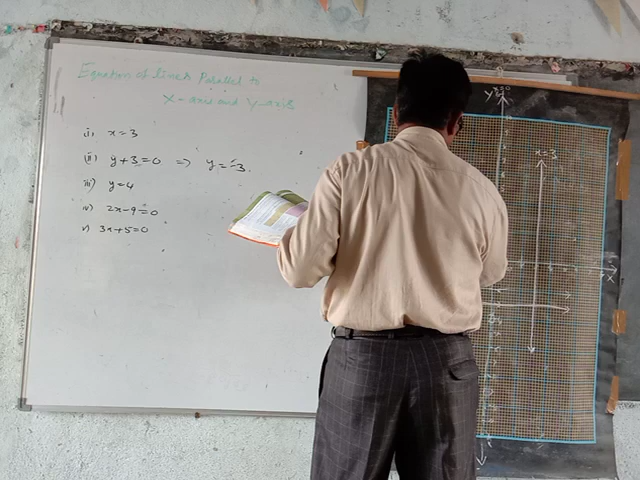 Equation of lines Parallel to
X-axis and Y-axis
i) x=3
(ii) y+3=0 => y=-3.
iii) y=4
iv) 2x-9=0
v) 3x+5=0
Y x=0
x=3
X